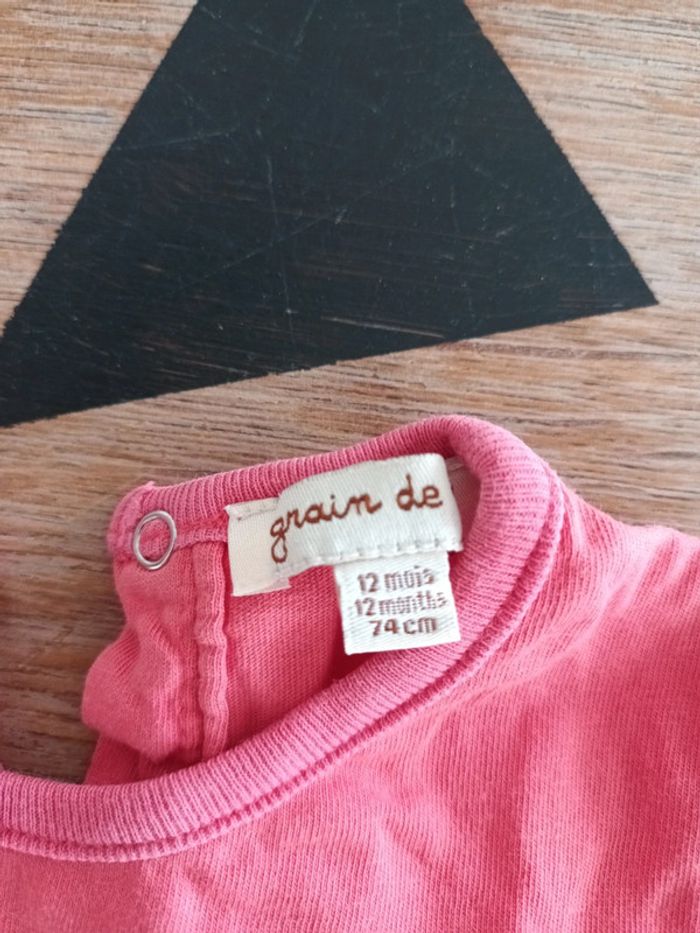 grain de
12 mois
12 months
74 cm